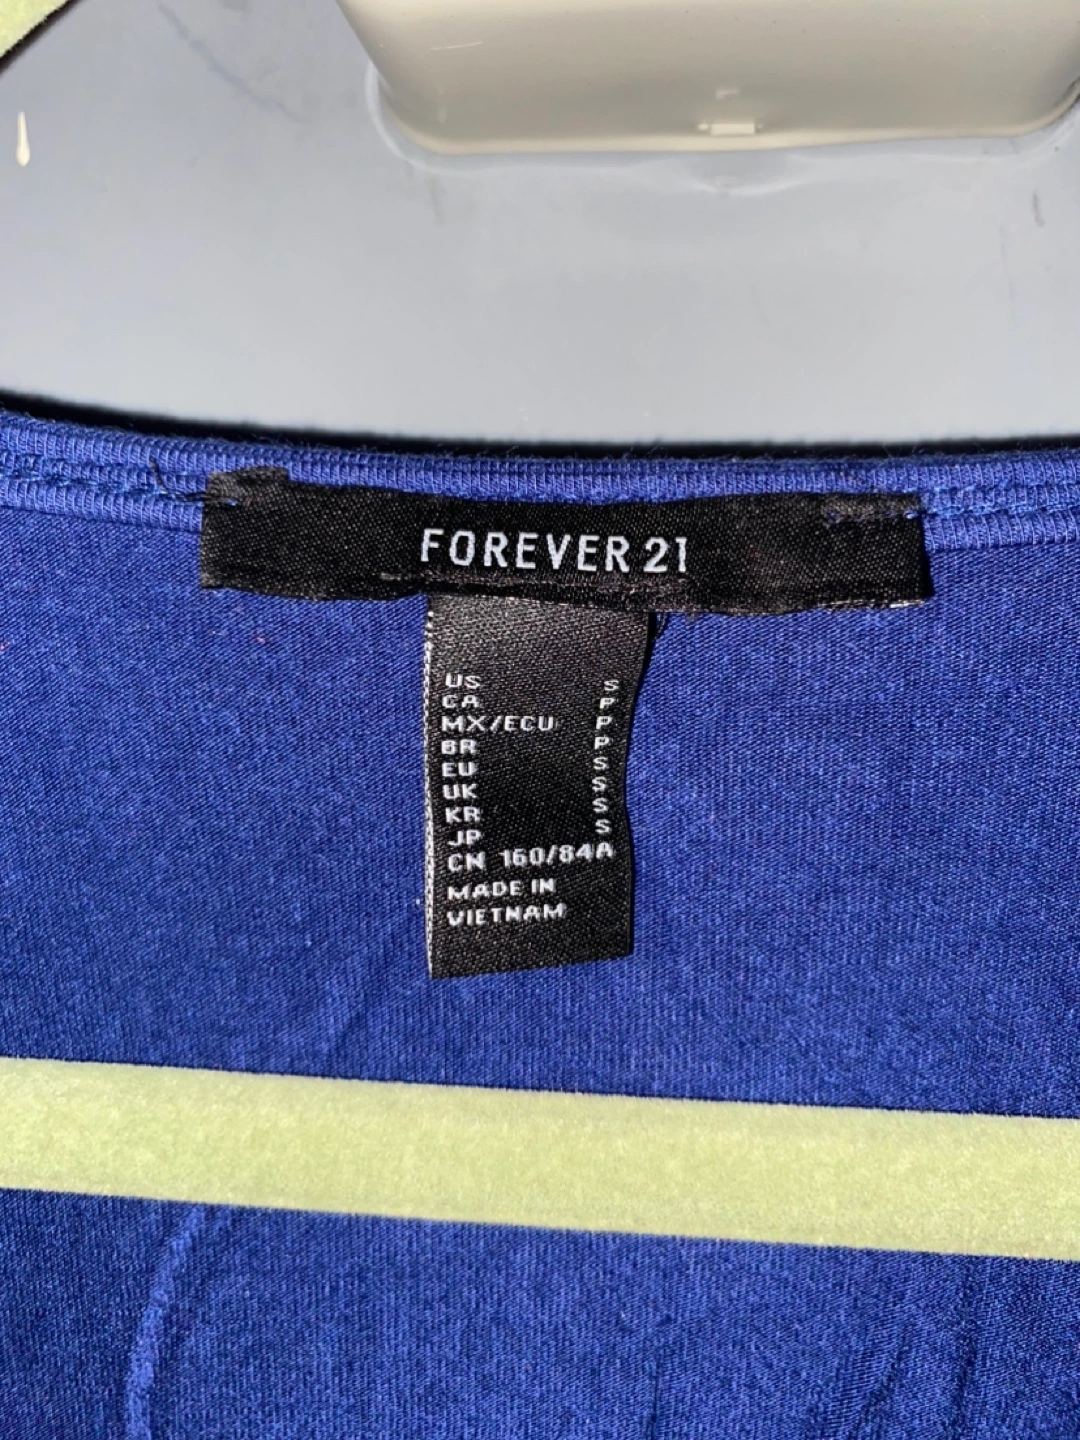 FOREVER 21
US S
CA P
MX/ECU P
BR P
EU S
UK S
KR S
JP S
CN 160/84A
MADE IN
VIETNAM